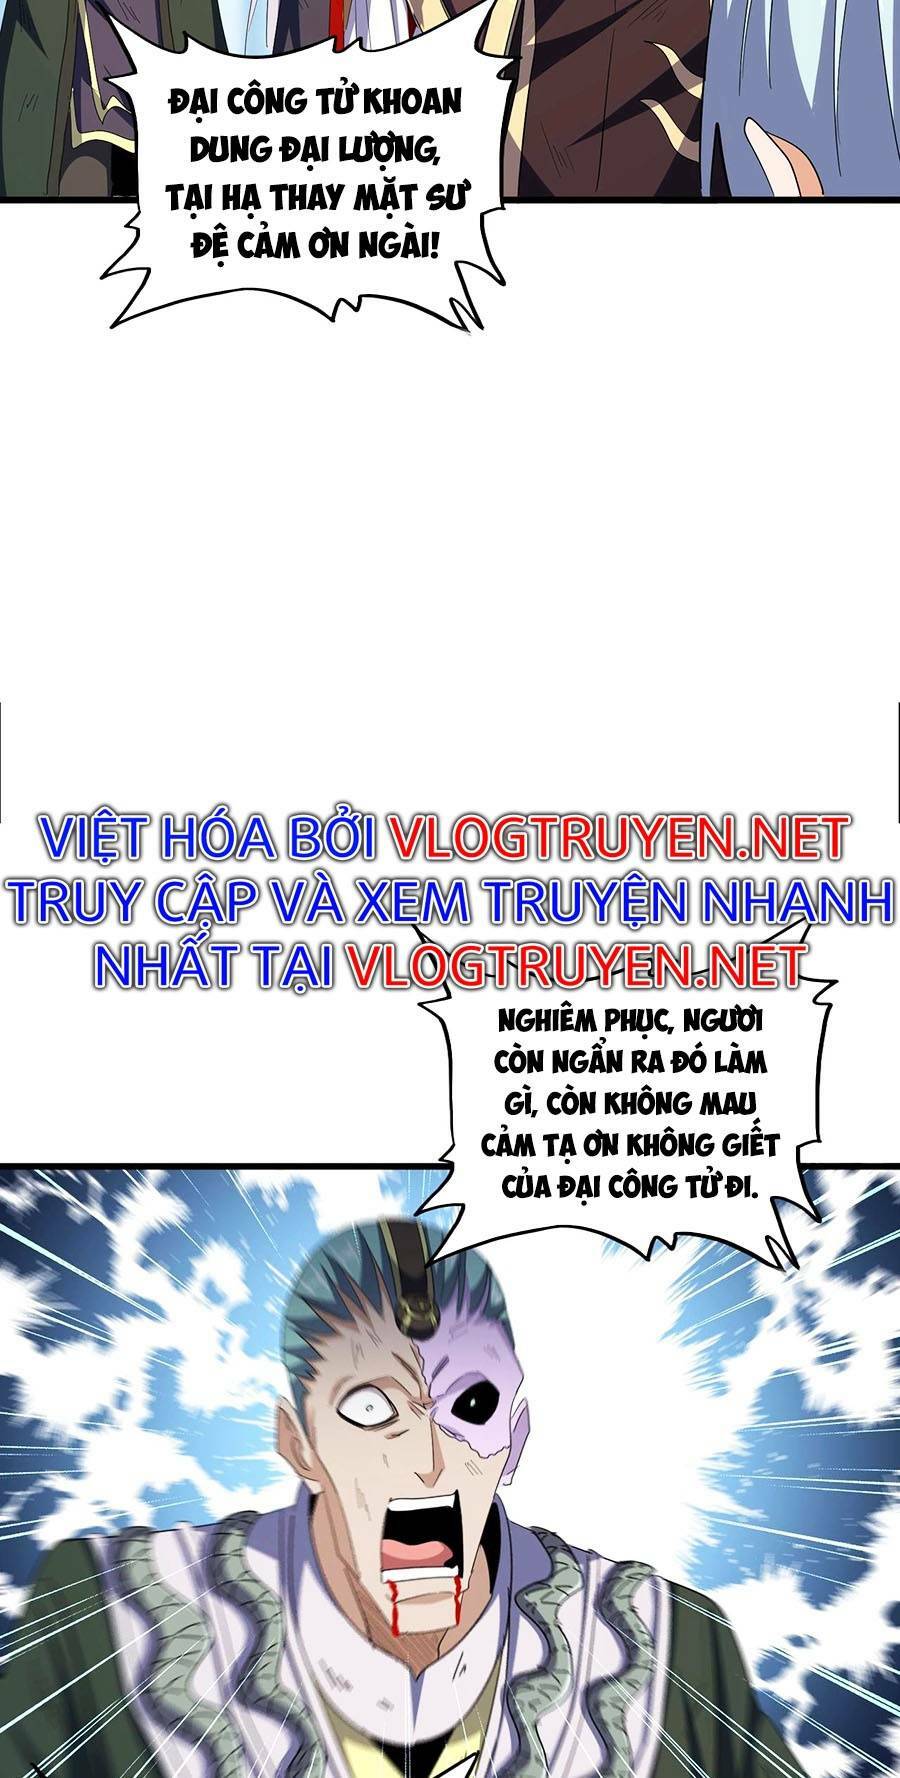 ĐẠI CÔNG TỬ KHOAN
DUNG ĐẠI LƯỢNG,
TẠI HẠ THAY MẶT SƯ
ĐỆ CẢM ƠN NGÀI!
VIỆT HÓA BỞI VLOGTRUYEN.NET
TRUY CẬP VÀ XEM TRUYỆN NHANH
NHẤT TẠI VLOGTRUYEN.NET
NGHIÊM PHỤC, NGƯƠI
CÒN NGẨN RA ĐÓ LÀM
GÌ, CÒN KHÔNG MAU
CẢM TẠ ƠN KHÔNG GIẾT
CỦA ĐẠI CÔNG TỬ ĐI.